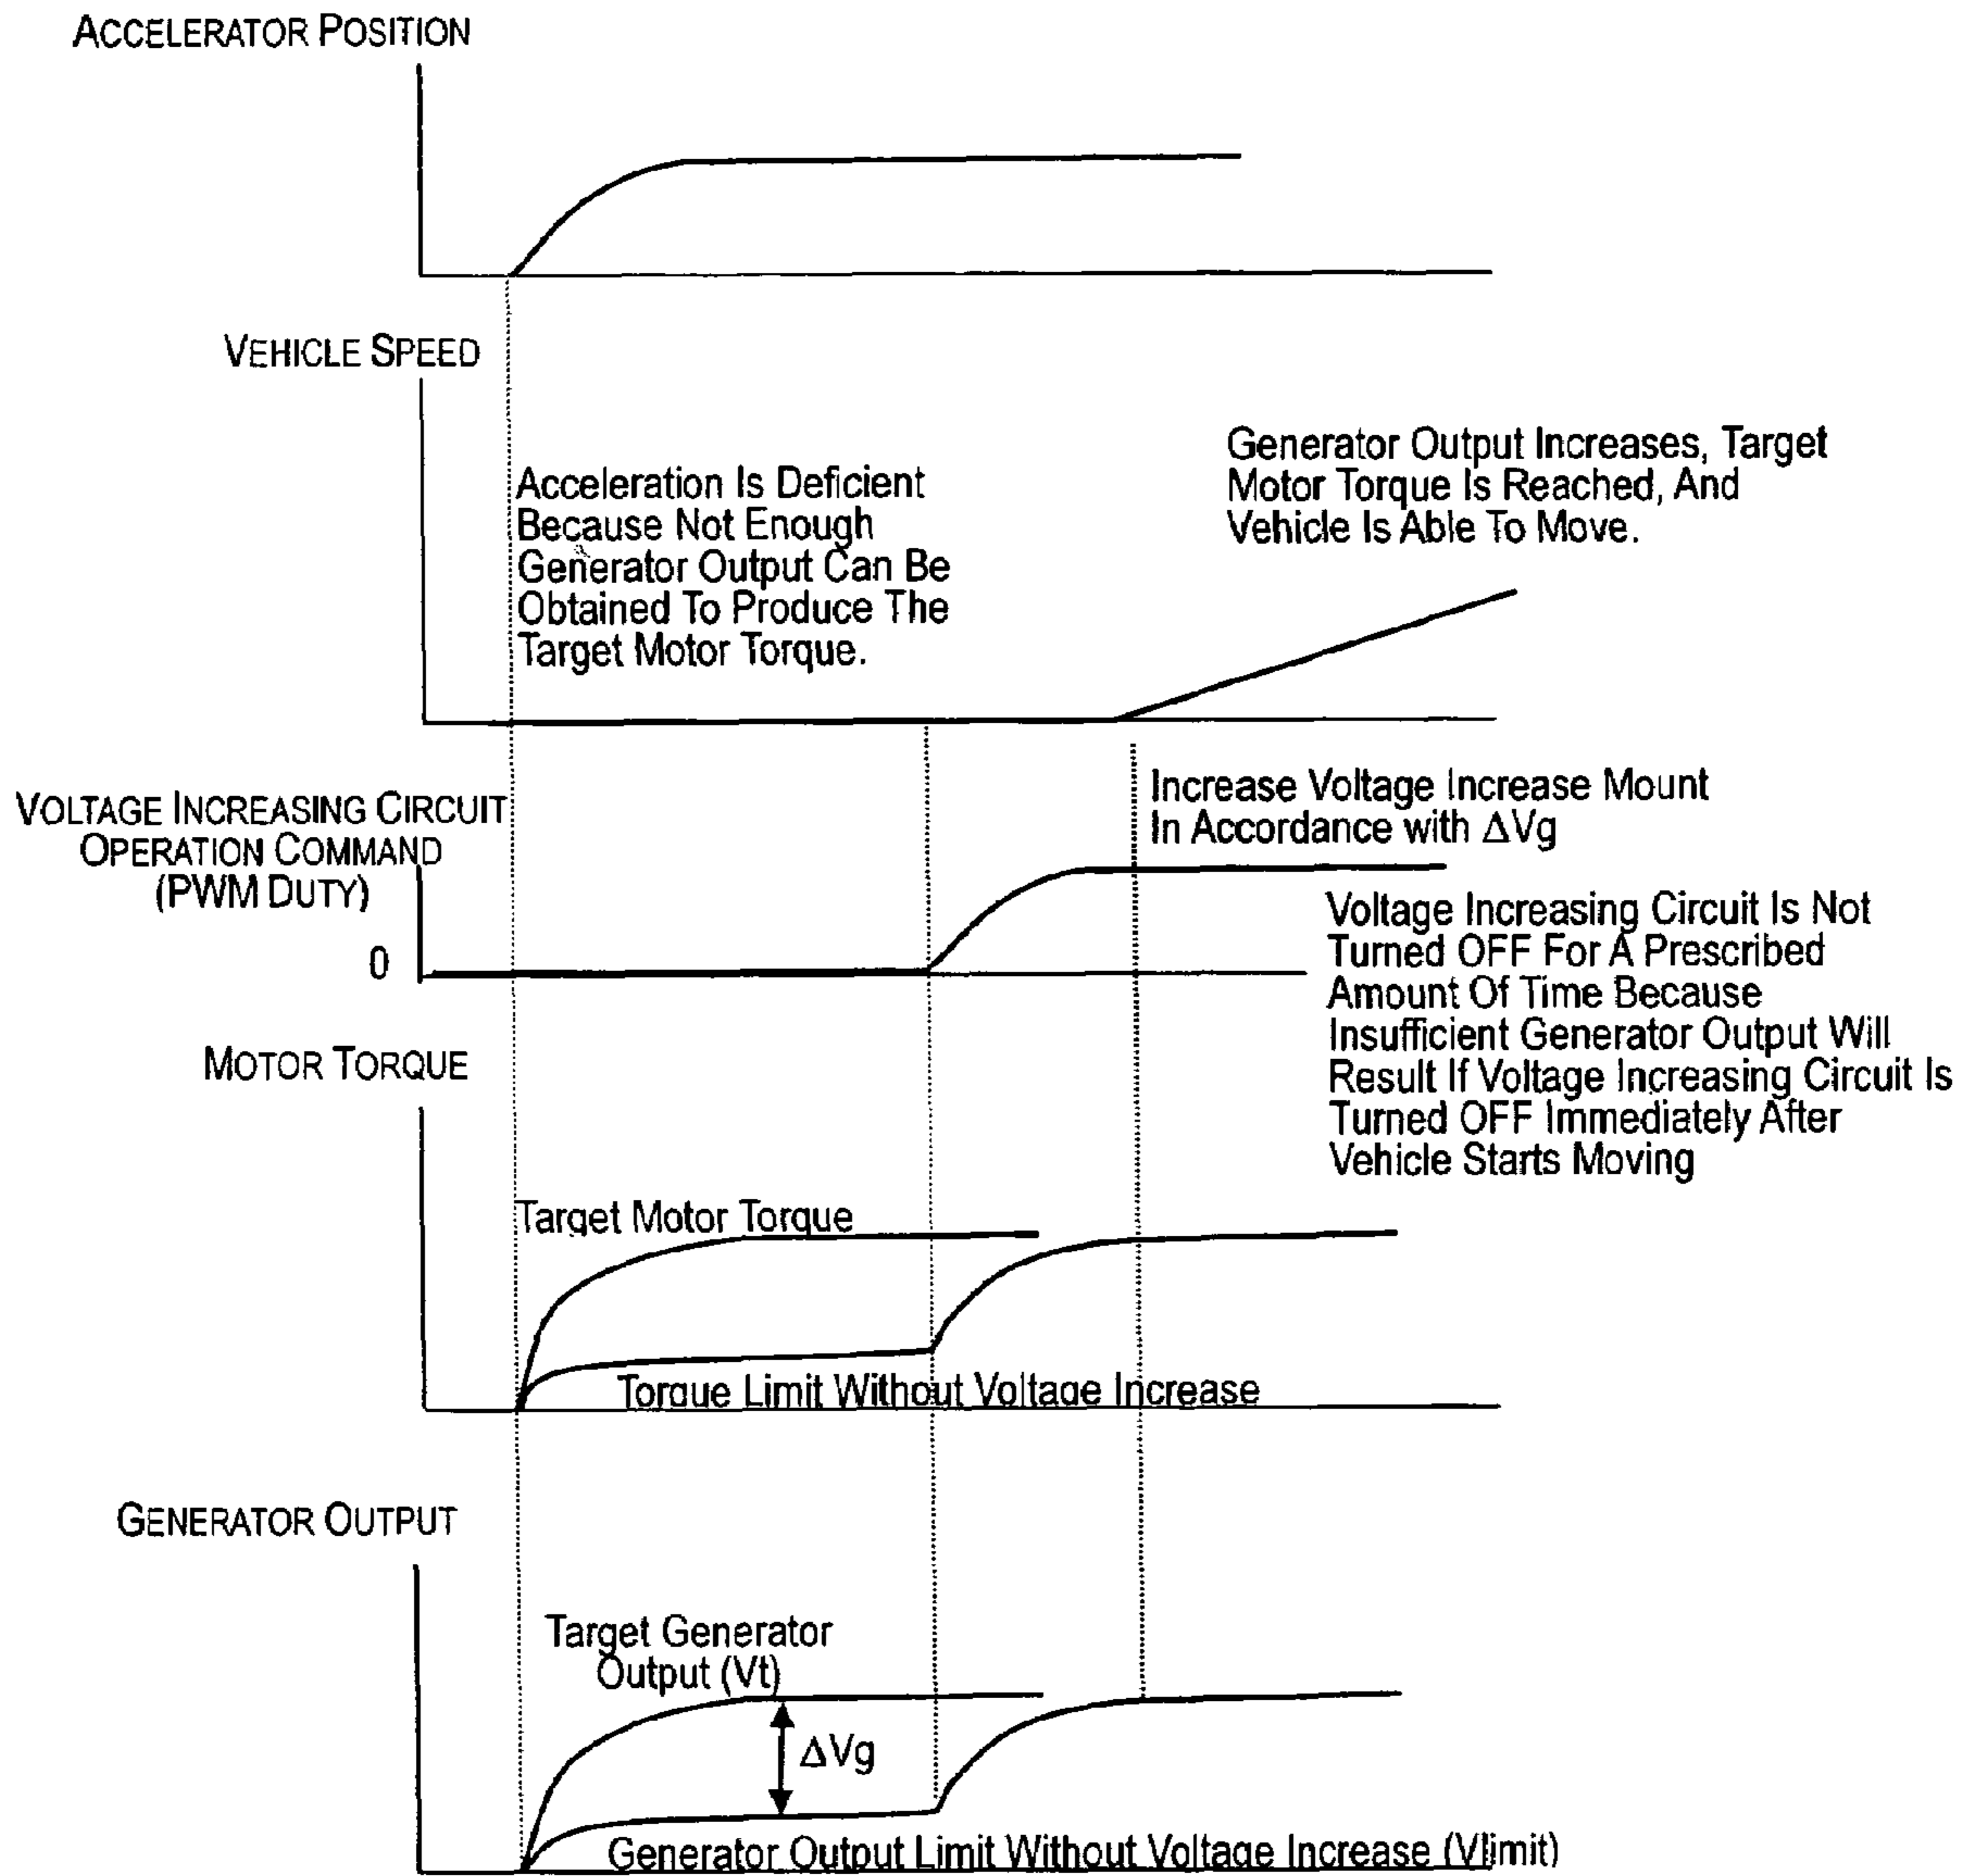 ACCELERATOR POSITION
VEHICLE SPEED
Acceleration Is Deficient
Because Not Enough
Generator Output Can Be
Obtained To Produce The
Target Motor Torque.
Generator Output Increases, Target
Motor Torque Is Reached, And
Vehicle Is Able To Move.
VOLTAGE INCREASING CIRCUIT
OPERATION COMMAND
(PWM DUTY)
0
Increase Voltage Increase Mount
In Accordance with ΔVg
Voltage Increasing Circuit Is Not
Turned OFF For A Prescribed
Amount Of Time Because
Insufficient Generator Output Will
Result If Voltage Increasing Circuit Is
Turned OFF Immediately After
Vehicle Starts Moving
MOTOR TORQUE
Target Motor Torque
Torque Limit Without Voltage Increase
GENERATOR OUTPUT
Target Generator
Output (Vt)
ΔVg
Generator Output Limit Without Voltage Increase (Vlimit)